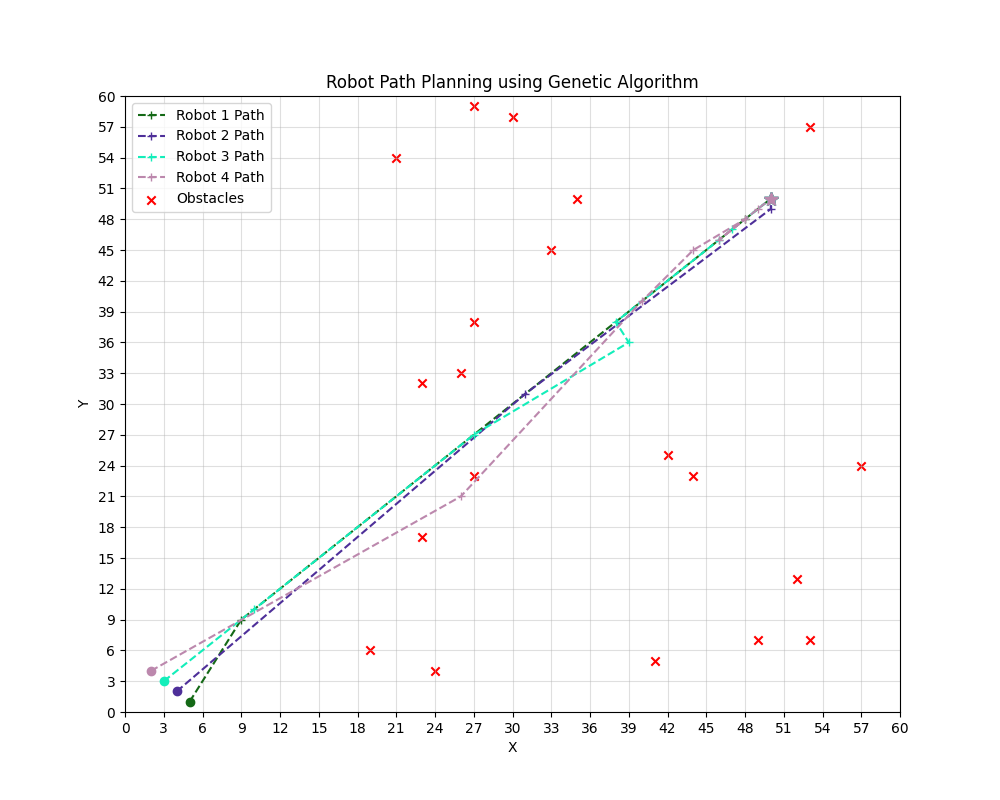 Robot Path Planning using Genetic Algorithm
60
57
54
51
48
45
42
39
36
33
30
27
24
21
18
15
12
9
6
3
0
Y
Robot 1 Path
Robot 2 Path
Robot 3 Path
Robot 4 Path
Obstacles
0 3 6 9 12 15 18 21 24 27 30 33 36 39 42 45 48 51 54 57 60
X